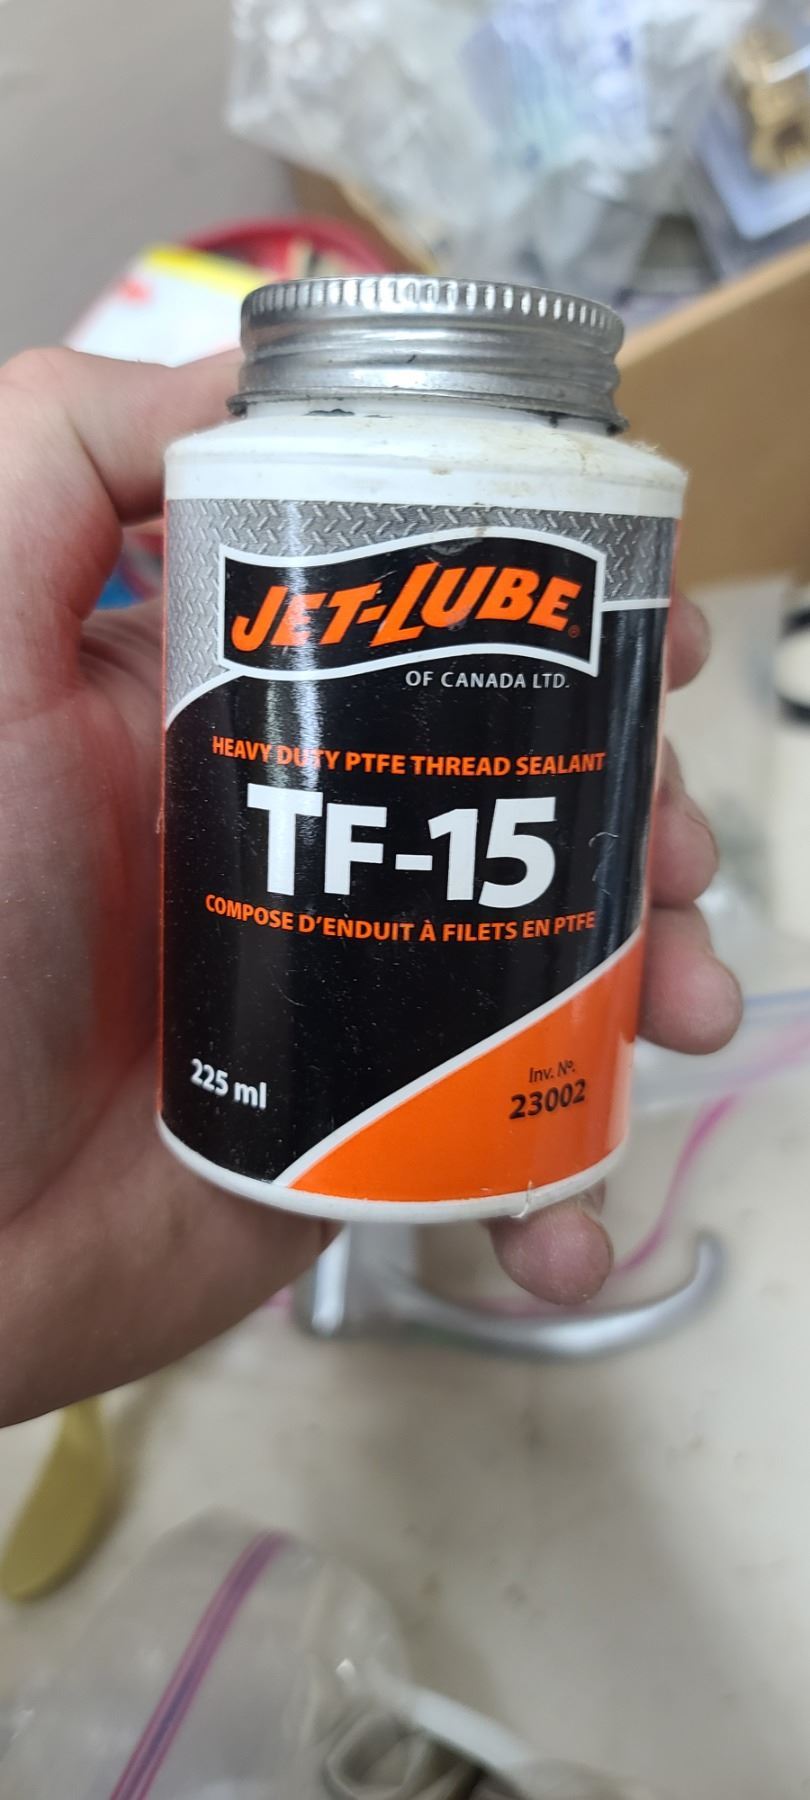 JET-LUBE®
OF CANADA LTD.
HEAVY DUTY PTFE THREAD SEALANT
TF-15
COMPOSE D'ENDUIT À FILETS EN PTFE
225 ml
Inv. Nº.
23002